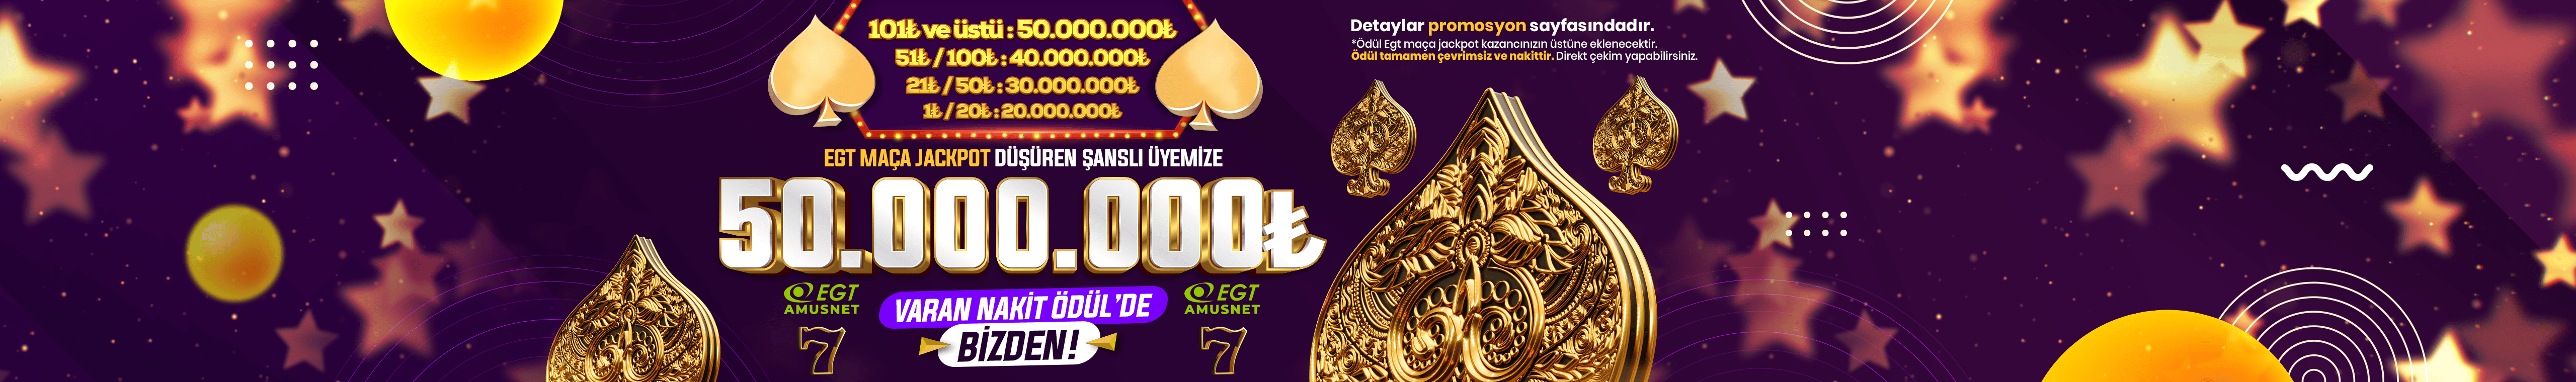 101₺ ve üstü : 50.000.000₺
51₺ / 100₺ : 40.000.000₺
21₺ / 50₺ : 30.000.000₺
1₺ / 20₺ : 20.000.000₺
EGT MAÇA JACKPOT DÜŞÜREN ŞANSLI ÜYEMİZE
50.000.000₺
EGT
AMUSNET
7
VARAN NAKİT ÖDÜL'DE
BİZDEN!
EGT
AMUSNET
7
Detaylar promosyon sayfasındadır.
*Ödül Egt maça jackpot kazancınızın üstüne eklenecektir.
Ödül tamamen çevrimsiz ve nakittir. Direkt çekim yapabilirsiniz.